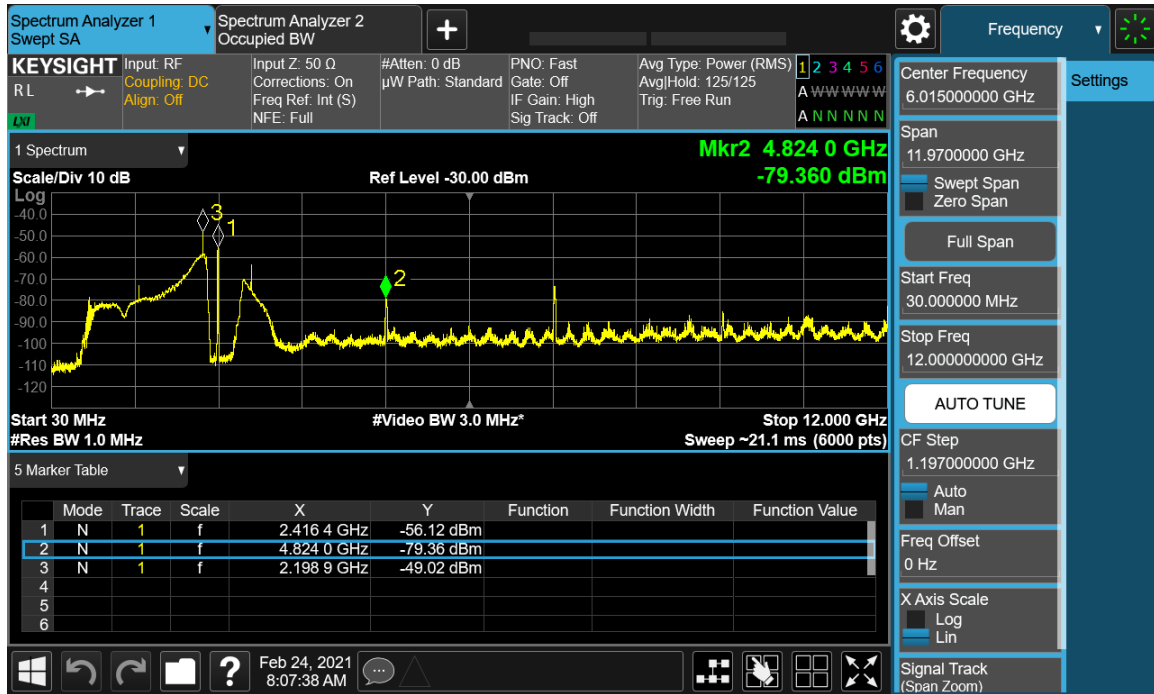 Spectrum Analyzer 1
Swept SA
Spectrum Analyzer 2
Occupied BW
+
Frequency
KEYSIGHT
R L
LXI
Input: RF
Coupling: DC
Align: Off
Input Z: 50 Ω
Corrections: On
Freq Ref: Int (S)
NFE: Full
#Atten: 0 dB
µW Path: Standard
PNO: Fast
Gate: Off
IF Gain: High
Sig Track: Off
Avg Type: Power (RMS)
Avg|Hold: 125/125
Trig: Free Run
1 2 3 4 5 6
A W W W W W
A N N N N N
1 Spectrum
Scale/Div 10 dB
Ref Level -30.00 dBm
Mkr2 4.824 0 GHz
-79.360 dBm
Log
-40.0
-50.0
-60.0
-70.0
-80.0
-90.0
-100
-110
-120
3
1
2
Start 30 MHz
#Video BW 3.0 MHz*
Stop 12.000 GHz
#Res BW 1.0 MHz
Sweep ~21.1 ms (6000 pts)
5 Marker Table
Mode Trace Scale X Y Function Function Width Function Value
1 N 1 f 2.416 4 GHz -56.12 dBm
2 N 1 f 4.824 0 GHz -79.36 dBm
3 N 1 f 2.198 9 GHz -49.02 dBm
4
5
6
?
Feb 24, 2021
8:07:38 AM
Center Frequency
6.015000000 GHz
Settings
Span
11.9700000 GHz
Swept Span
Zero Span
Full Span
Start Freq
30.000000 MHz
Stop Freq
12.000000000 GHz
AUTO TUNE
CF Step
1.197000000 GHz
Auto
Man
Freq Offset
0 Hz
X Axis Scale
Log
Lin
Signal Track
(Span Zoom)